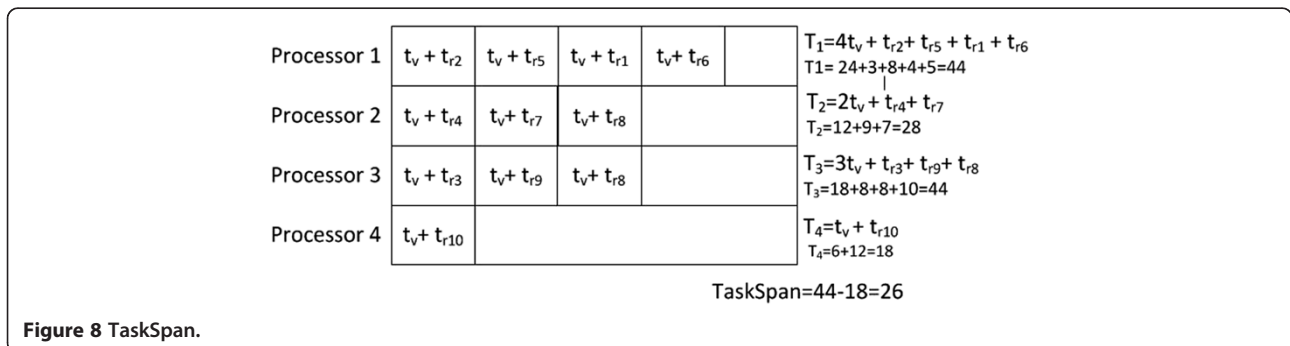 Processor 1 tv + tr2 tv + tr5 tv + tr1 tv+ tr6 T1=4tv + tr2+ tr5 + tr1 + tr6
T1= 24+3+8+4+5=44
Processor 2 tv + tr4 tv+ tr7 tv+ tr8 T2=2tv + tr4+ tr7
T2=12+9+7=28
Processor 3 tv + tr3 tv+ tr9 tv+ tr8 T3=3tv + tr3+ tr9+ tr8
T3=18+8+8+10=44
Processor 4 tv+ tr10 T4=tv + tr10
T4=6+12=18
TaskSpan=44-18=26
Figure 8 TaskSpan.